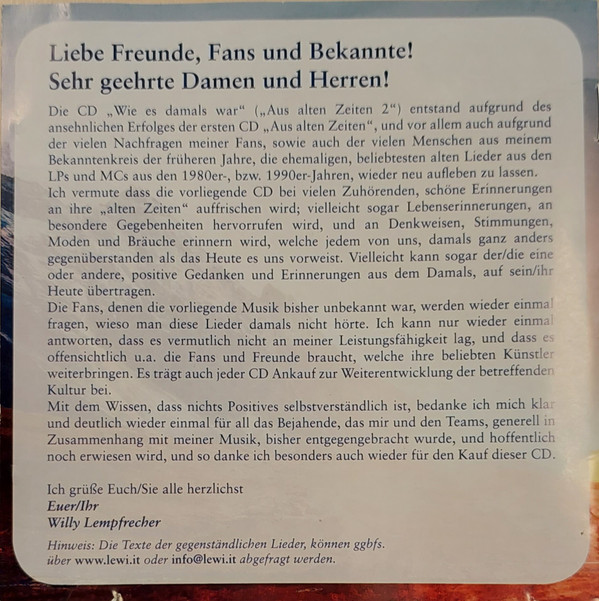 Liebe Freunde, Fans und Bekannte!
Sehr geehrte Damen und Herren!
Die CD „Wie es damals war“ („Aus alten Zeiten 2“) entstand aufgrund des
ansehnlichen Erfolges der ersten CD „Aus alten Zeiten“, und vor allem auch aufgrund
der vielen Nachfragen meiner Fans, sowie auch der vielen Menschen aus meinem
Bekanntenkreis der früheren Jahre, die ehemaligen, beliebtesten alten Lieder aus den
LPs und MCs aus den 1980er-, bzw. 1990er-Jahren, wieder neu aufleben zu lassen.
Ich vermute dass die vorliegende CD bei vielen Zuhörenden, schöne Erinnerungen
an ihre „alten Zeiten“ auffrischen wird; vielleicht sogar Lebenserinnerungen, an
besondere Gegebenheiten hervorrufen wird, und an Denkweisen, Stimmungen,
Moden und Bräuche erinnern wird, welche jedem von uns, damals ganz anders
gegenüberstanden als das Heute es uns vorweist. Vielleicht kann sogar der/die eine
oder andere, positive Gedanken und Erinnerungen aus dem Damals, auf sein/ihr
Heute übertragen.
Die Fans, denen die vorliegende Musik bisher unbekannt war, werden wieder einmal
fragen, wieso man diese Lieder damals nicht hörte. Ich kann nur wieder einmal
antworten, dass es vermutlich nicht an meiner Leistungsfähigkeit lag, und dass es
offensichtlich u.a. die Fans und Freunde braucht, welche ihre beliebten Künstler
weiterbringen. Es trägt auch jeder CD Ankauf zur Weiterentwicklung der betreffenden
Kultur bei.
Mit dem Wissen, dass nichts Positives selbstverständlich ist, bedanke ich mich klar
und deutlich wieder einmal für all das Bejahende, das mir und den Teams, generell in
Zusammenhang mit meiner Musik, bisher entgegengebracht wurde, und hoffentlich
noch erwiesen wird, und so danke ich besonders auch wieder für den Kauf dieser CD.
Ich grüße Euch/Sie alle herzlichst
Euer/Ihr
Willy Lempfrecher
Hinweis: Die Texte der gegenständlichen Lieder, können ggbfs.
über www.lewi.it oder info@lewi.it abgefragt werden.